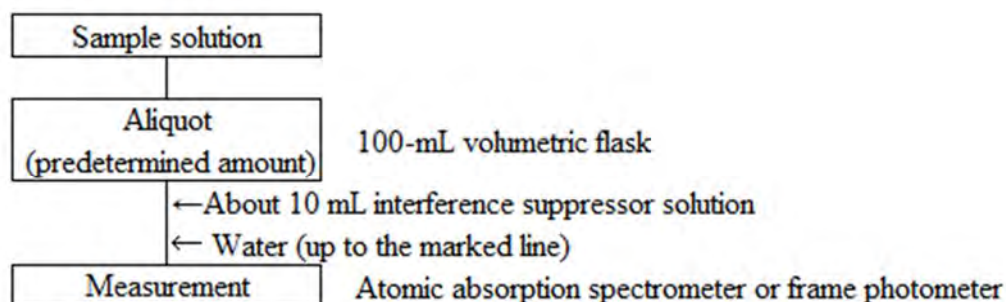 Sample solution
Aliquot
(predetermined amount)
100-mL volumetric flask
←About 10 mL interference suppressor solution
← Water (up to the marked line)
Measurement
Atomic absorption spectrometer or frame photometer